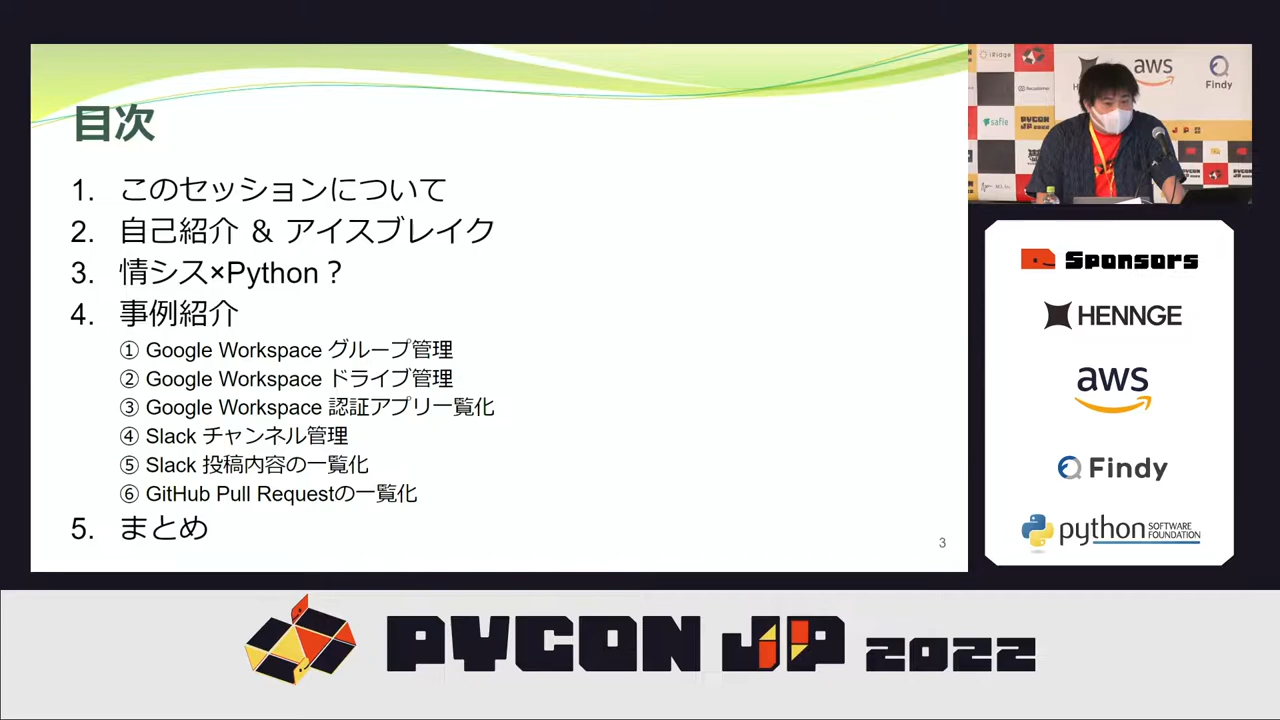 目次
1. このセッションについて
2. 自己紹介 & アイスブレイク
3. 情シス×Python？
4. 事例紹介
① Google Workspace グループ管理
② Google Workspace ドライブ管理
③ Google Workspace 認証アプリ一覧化
④ Slack チャンネル管理
⑤ Slack 投稿内容の一覧化
⑥ GitHub Pull Requestの一覧化
5. まとめ
3
iRidge
aws
Findy
safie
PYCON JP 2022
Sponsors
HENNGE
aws
Findy
python SOFTWARE FOUNDATION
PYCON JP 2022